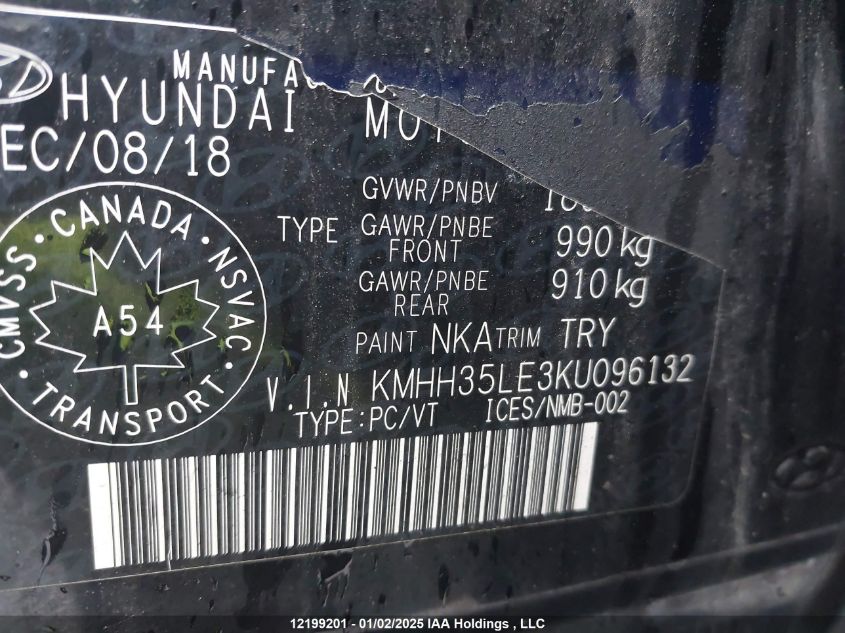 MANUFA
HYUNDAI MOT
EC/08/18
GVWR/PNBV
TYPE GAWR/PNBE FRONT 990 kg
GAWR/PNBE REAR 910 kg
PAINT NKA TRIM TRY
V.I.N KMHH35LE3KU096132
TYPE:PC/VT ICES/NMB-002
CMVSS · CANADA · NSVAC · TRANSPORT ·
A54
12199201 - 01/02/2025 IAA Holdings , LLC